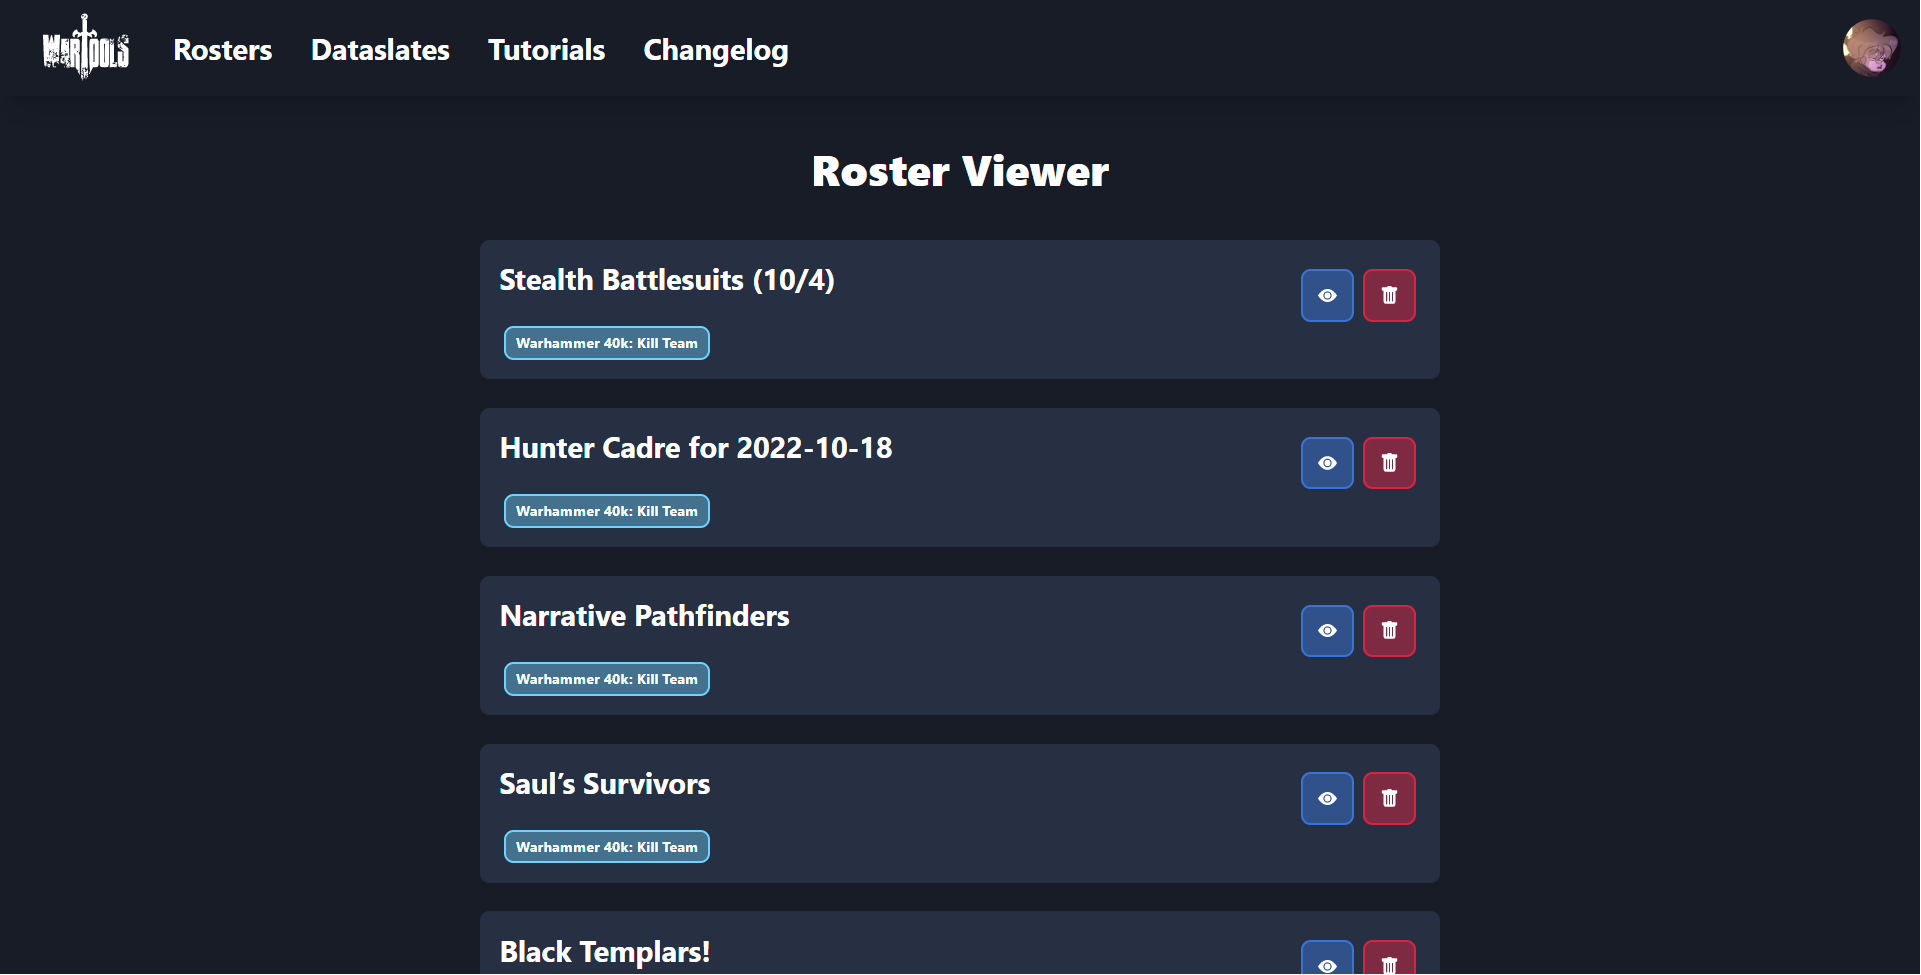 WARTOOLS
Rosters
Dataslates
Tutorials
Changelog
Roster Viewer
Stealth Battlesuits (10/4)
Warhammer 40k: Kill Team
Hunter Cadre for 2022-10-18
Warhammer 40k: Kill Team
Narrative Pathfinders
Warhammer 40k: Kill Team
Saul’s Survivors
Warhammer 40k: Kill Team
Black Templars!